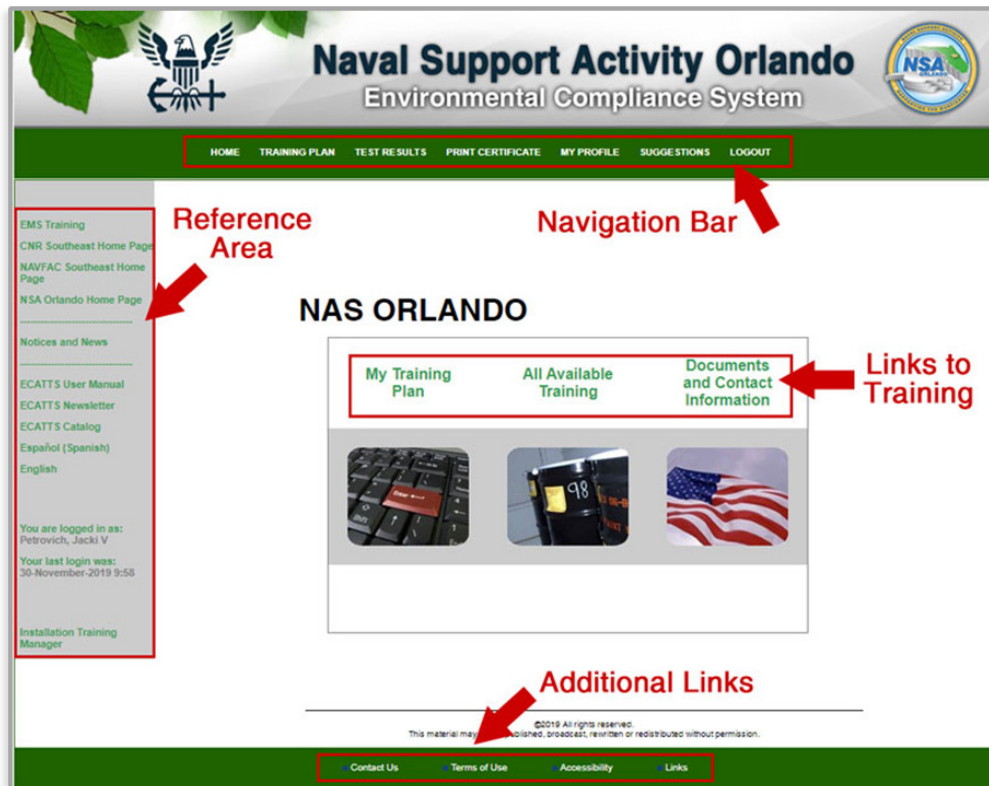 Naval Support Activity Orlando
Environmental Compliance System
NSA
ORLANDO
HOME TRAINING PLAN TEST RESULTS PRINT CERTIFICATE MY PROFILE SUGGESTIONS LOGOUT
Navigation Bar
Reference
Area
EMS Training
CNR Southeast Home Page
NAVFAC Southeast Home
Page
NSA Orlando Home Page
Notices and News
ECATTS User Manual
ECATTS Newsletter
ECATTS Catalog
Español (Spanish)
English
You are logged in as:
Petrovich, Jacki V
Your last login was:
30-November-2019 9:58
Installation Training
Manager
NAS ORLANDO
My Training
Plan
All Available
Training
Documents
and Contact
Information
Links to
Training
Enter
Shift
98
Additional Links
©2019 All rights reserved.
This material may published, broadcast, rewritten or redistributed without permission.
Contact Us Terms of Use Accessibility Links